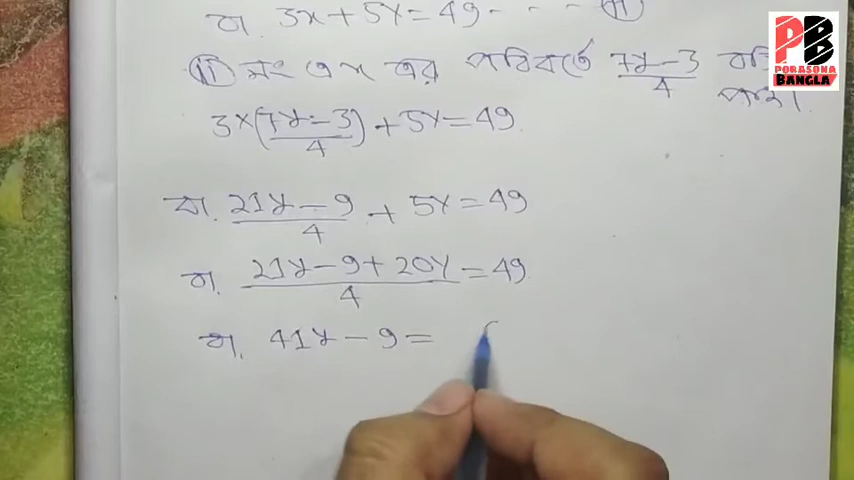 বা. 3x + 5y = 49 - - - (ii)
(ii) নং এ x এর পরিবর্তে (7y - 3)/4
PB
PORASONA
BANGLA
3 × (7y - 3)/4 + 5y = 49
বা. (21y - 9)/4 + 5y = 49
বা. (21y - 9 + 20y)/4 = 49
বা. 41y - 9 =